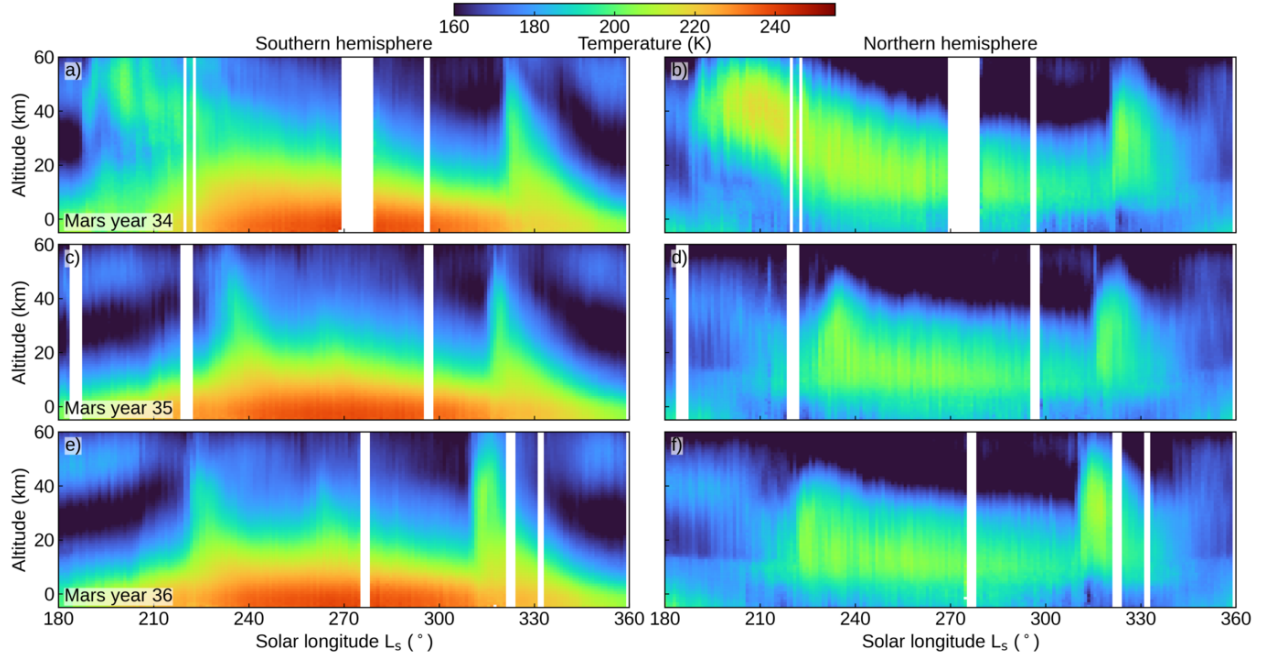 160 180 200 220 240
Southern hemisphere Temperature (K) Northern hemisphere
60 a) b)
Altitude (km)
40
20
0 Mars year 34
60 c) d)
Altitude (km)
40
20
0 Mars year 35
60 e) f)
Altitude (km)
40
20
0 Mars year 36
180 210 240 270 300 330 360 180 210 240 270 300 330 360
Solar longitude Ls (°) Solar longitude Ls (°)